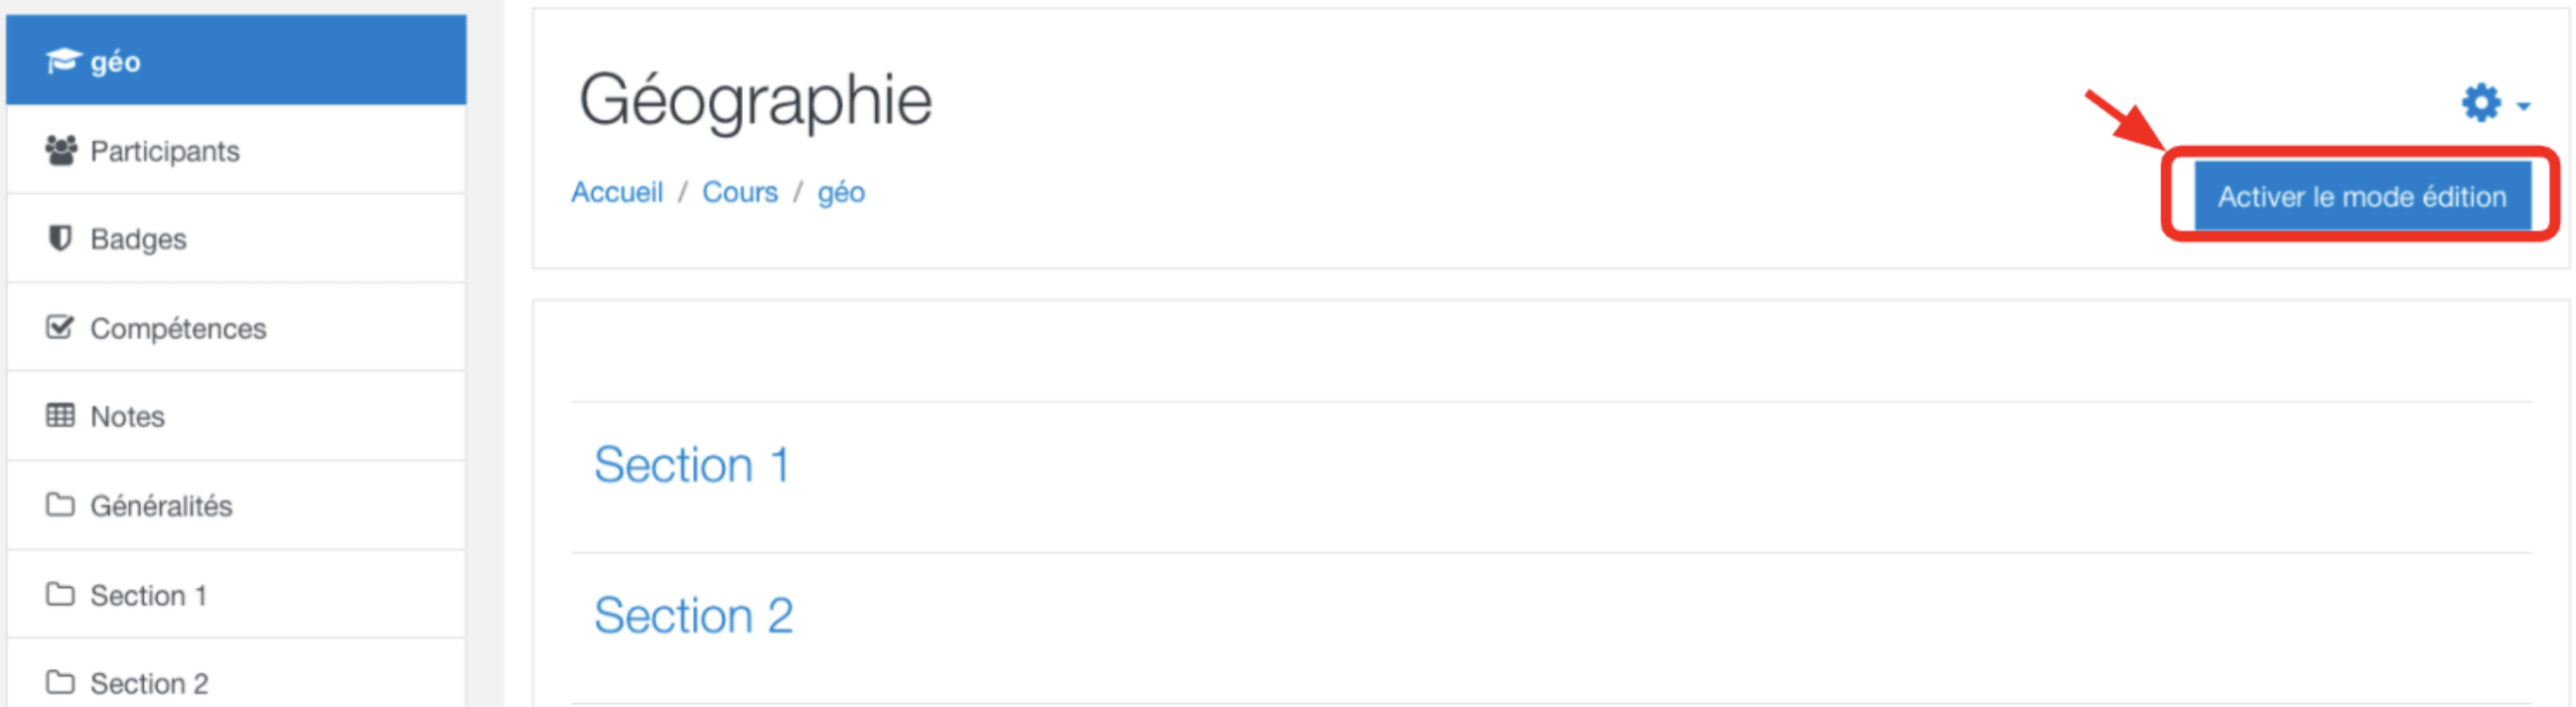 géo
Participants
Badges
Compétences
Notes
Généralités
Section 1
Section 2
Géographie
Accueil / Cours / géo
Activer le mode édition
Section 1
Section 2